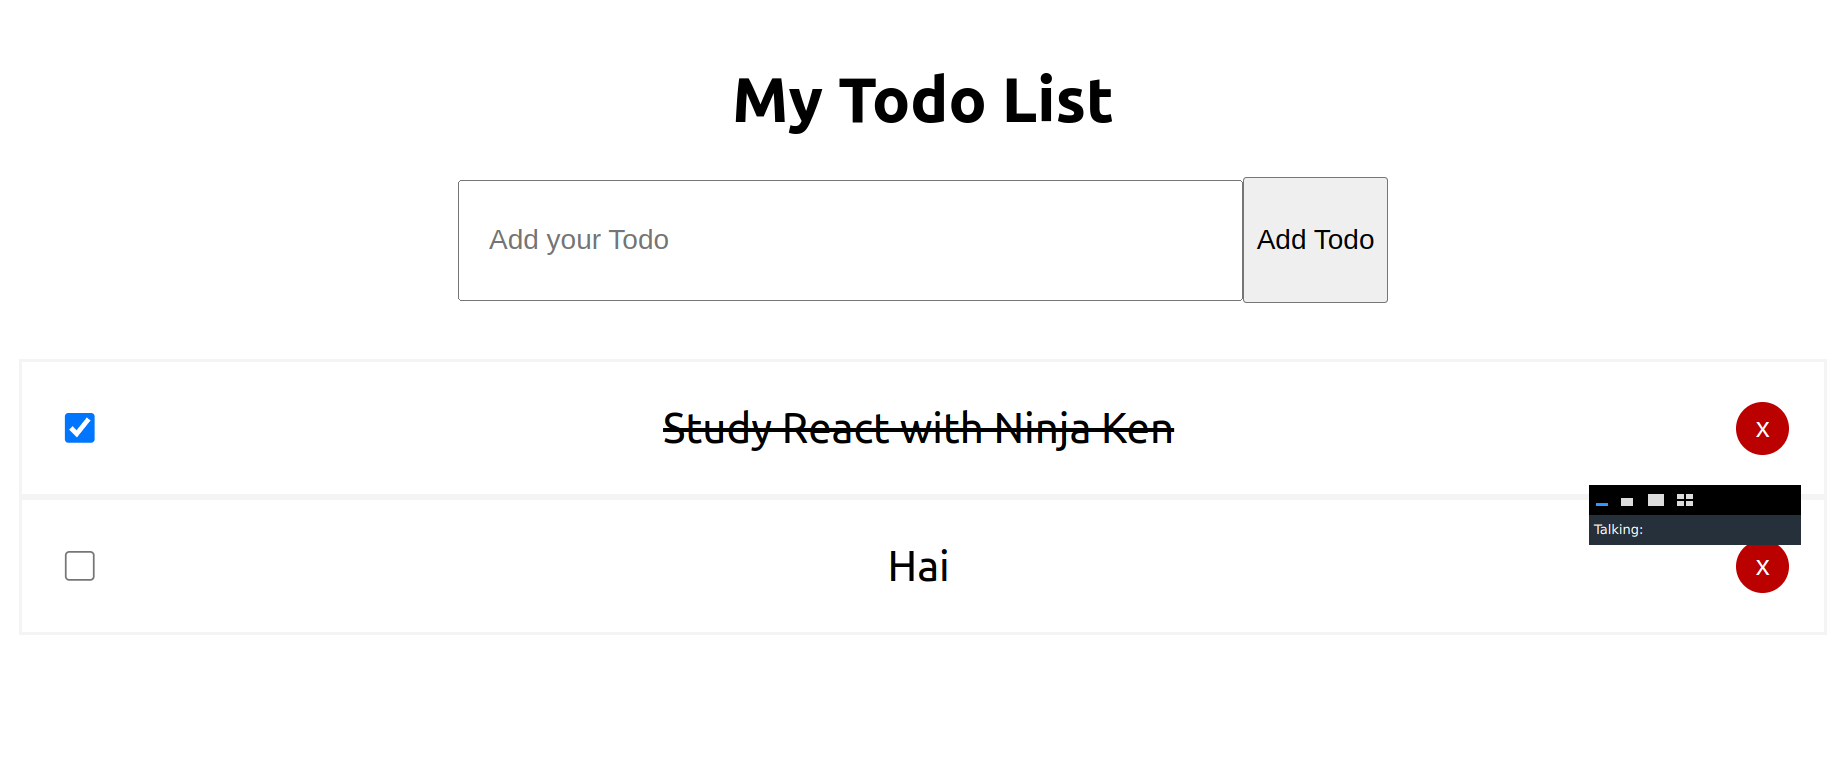 My Todo List
Add your Todo
Add Todo
Study React with Ninja Ken
x
Talking:
Hai
x